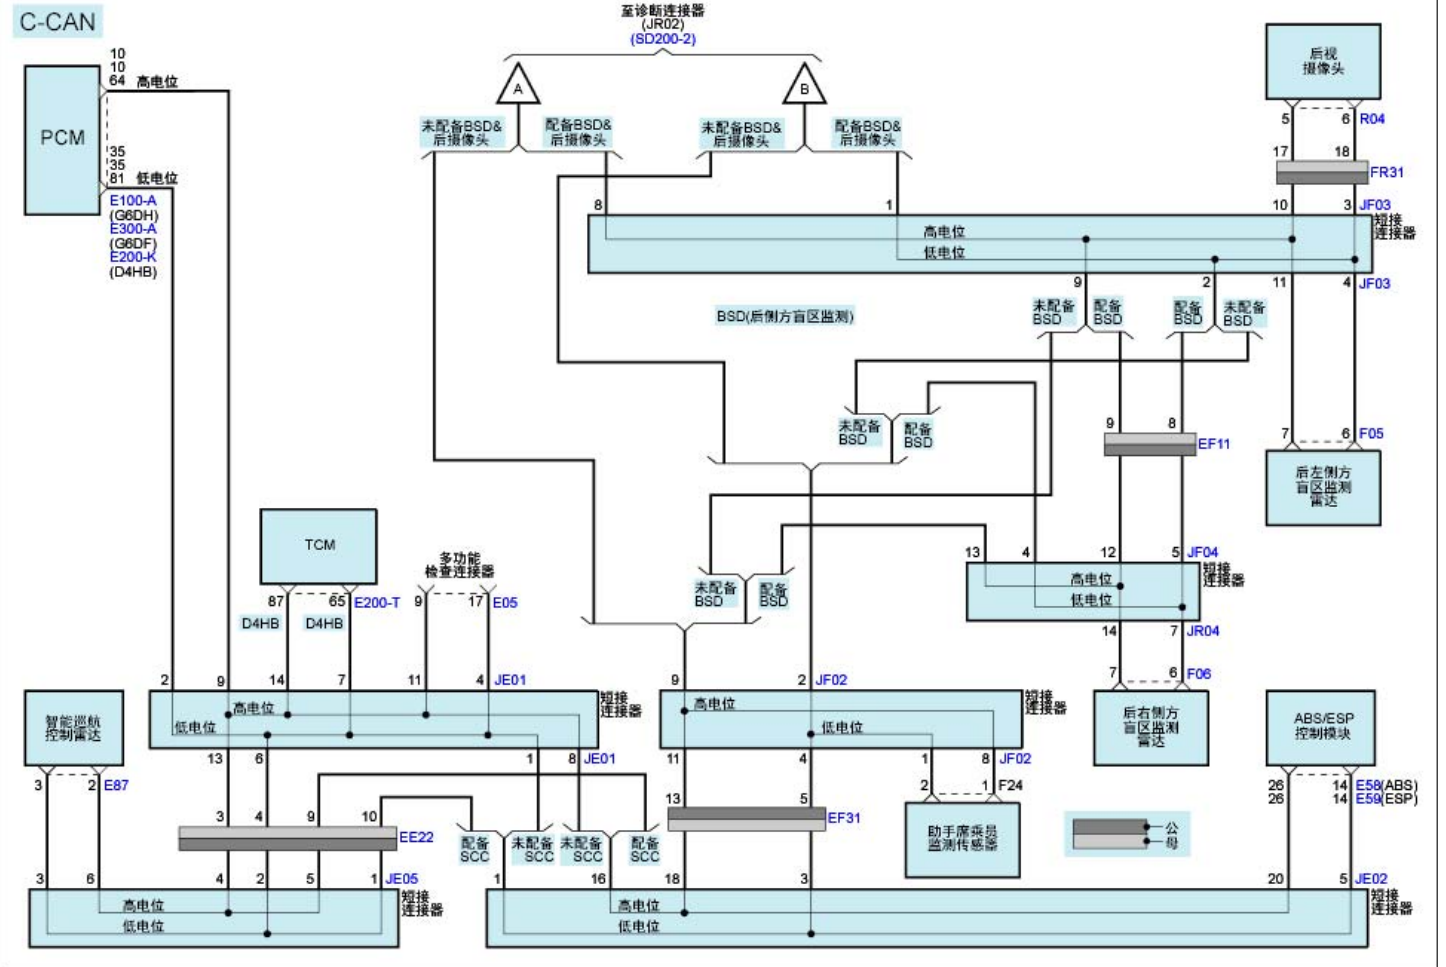 C-CAN
至诊断连接器
(JR02)
(SD200-2)
A
B
未配备BSD&
后摄像头
配备BSD&
后摄像头
未配备BSD&
后摄像头
配备BSD&
后摄像头
后视
摄像头
5
6
R04
17
18
FR31
10
10
64
高电位
PCM
35
35
81
低电位
E100-A
(G6DH)
E300-A
(G6DF)
E200-K
(D4HB)
8
1
10
3
JF03
短接
连接器
高电位
低电位
9
2
11
4
JF03
BSD(后侧方盲区监测)
未配备
BSD
配备
BSD
配备
BSD
未配备
BSD
未配备
BSD
配备
BSD
9
8
EF11
7
6
F05
后左侧方
盲区监测
雷达
TCM
87
65
E200-T
D4HB
D4HB
多功能
检查连接器
9
17
E05
未配备
BSD
配备
BSD
13
4
12
5
JF04
短接
连接器
高电位
低电位
14
7
JR04
7
6
F06
后右侧方
盲区监测
雷达
2
9
14
7
11
4
JE01
短接
连接器
高电位
低电位
13
6
1
8
JE01
9
2
JF02
短接
连接器
高电位
低电位
11
4
1
8
JF02
智能巡航
控制雷达
3
2
E87
ABS/ESP
控制模块
26
14
E58(ABS)
26
14
E59(ESP)
2
1
F24
助手席乘员
监测传感器
13
5
EF31
3
4
9
10
EE22
配备
SCC
未配备
SCC
未配备
SCC
配备
SCC
公
母
3
6
4
2
5
1
JE05
短接
连接器
高电位
低电位
1
16
18
3
20
5
JE02
短接
连接器
高电位
低电位